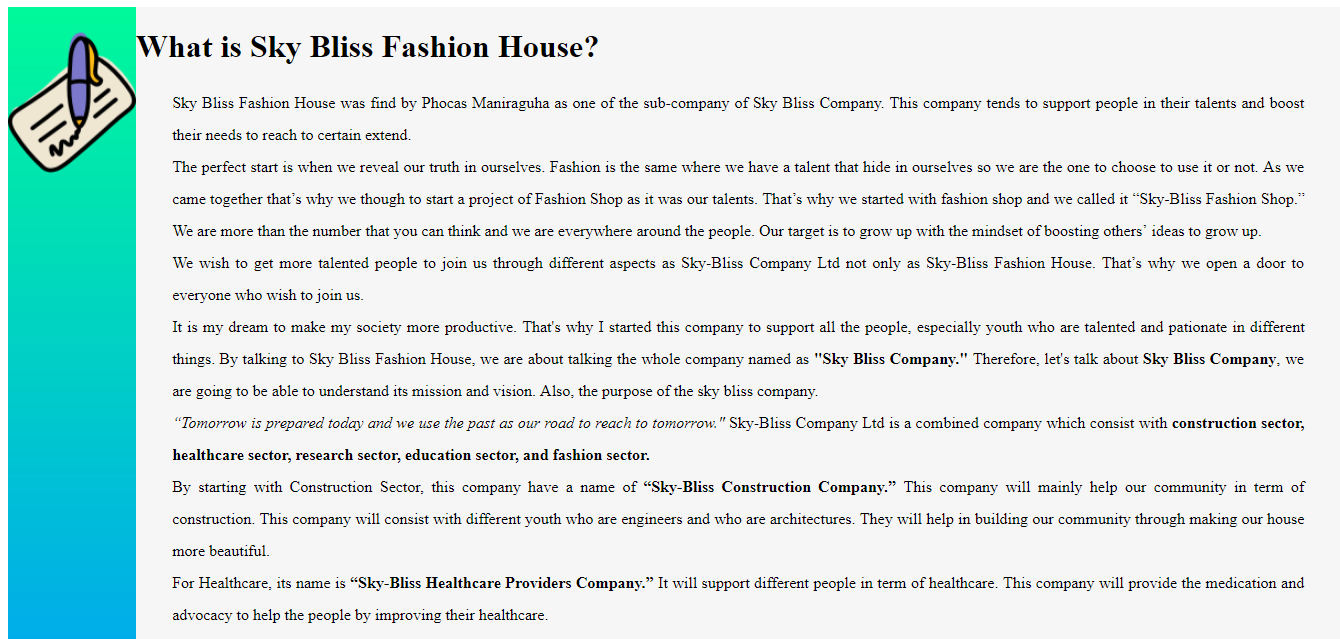 What is Sky Bliss Fashion House?
Sky Bliss Fashion House was find by Phocas Maniraguha as one of the sub-company of Sky Bliss Company. This company tends to support people in their talents and boost
their needs to reach to certain extend.
The perfect start is when we reveal our truth in ourselves. Fashion is the same where we have a talent that hide in ourselves so we are the one to choose to use it or not. As we
came together that’s why we though to start a project of Fashion Shop as it was our talents. That’s why we started with fashion shop and we called it “Sky-Bliss Fashion Shop.”
We are more than the number that you can think and we are everywhere around the people. Our target is to grow up with the mindset of boosting others’ ideas to grow up.
We wish to get more talented people to join us through different aspects as Sky-Bliss Company Ltd not only as Sky-Bliss Fashion House. That’s why we open a door to
everyone who wish to join us.
It is my dream to make my society more productive. That's why I started this company to support all the people, especially youth who are talented and pationate in different
things. By talking to Sky Bliss Fashion House, we are about talking the whole company named as "Sky Bliss Company." Therefore, let's talk about Sky Bliss Company, we
are going to be able to understand its mission and vision. Also, the purpose of the sky bliss company.
“Tomorrow is prepared today and we use the past as our road to reach to tomorrow." Sky-Bliss Company Ltd is a combined company which consist with construction sector,
healthcare sector, research sector, education sector, and fashion sector.
By starting with Construction Sector, this company have a name of “Sky-Bliss Construction Company.” This company will mainly help our community in term of
construction. This company will consist with different youth who are engineers and who are architectures. They will help in building our community through making our house
more beautiful.
For Healthcare, its name is “Sky-Bliss Healthcare Providers Company.” It will support different people in term of healthcare. This company will provide the medication and
advocacy to help the people by improving their healthcare.